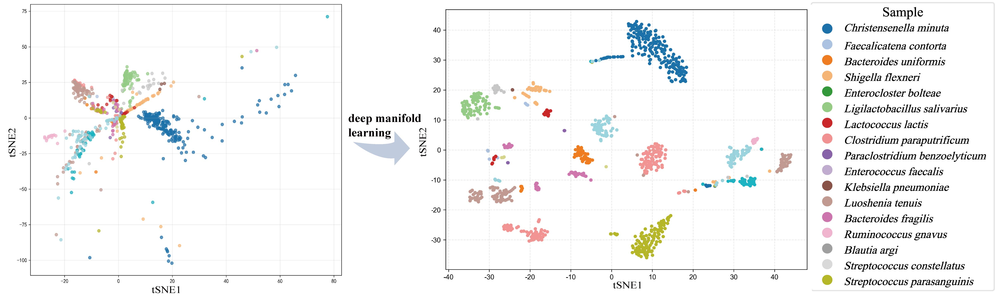 75
50
25
0
−25
−50
−75
−100
tSNE2
−20
0
20
40
60
80
tSNE1
deep manifold
learning
40
30
20
10
0
-10
-20
-30
tSNE2
-40
-30
-20
-10
0
10
20
30
40
tSNE1
Sample
Christensenella minuta
Faecalicatena contorta
Bacteroides uniformis
Shigella flexneri
Enterocloster bolteae
Ligilactobacillus salivarius
Lactococcus lactis
Clostridium paraputrificum
Paraclostridium benzoelyticum
Enterococcus faecalis
Klebsiella pneumoniae
Luoshenia tenuis
Bacteroides fragilis
Ruminococcus gnavus
Blautia argi
Streptococcus constellatus
Streptococcus parasanguinis